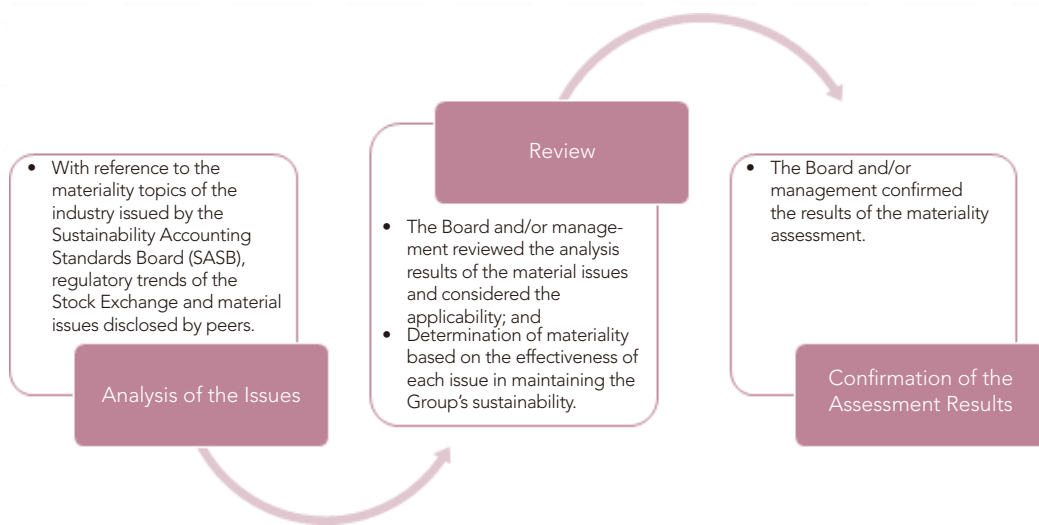 • With reference to the
materiality topics of the
industry issued by the
Sustainability Accounting
Standards Board (SASB),
regulatory trends of the
Stock Exchange and material
issues disclosed by peers.
Analysis of the Issues
Review
• The Board and/or manage-
ment reviewed the analysis
results of the material issues
and considered the
applicability; and
• Determination of materiality
based on the effectiveness of
each issue in maintaining the
Group’s sustainability.
• The Board and/or
management confirmed
the results of the materiality
assessment.
Confirmation of the
Assessment Results